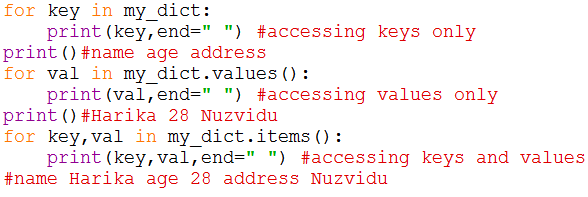 for key in my_dict:
    print(key,end=" ") #accessing keys only
print()#name age address
for val in my_dict.values():
    print(val,end=" ") #accessing values only
print()#Harika 28 Nuzvidu
for key,val in my_dict.items():
    print(key,val,end=" ") #accessing keys and values
#name Harika age 28 address Nuzvidu